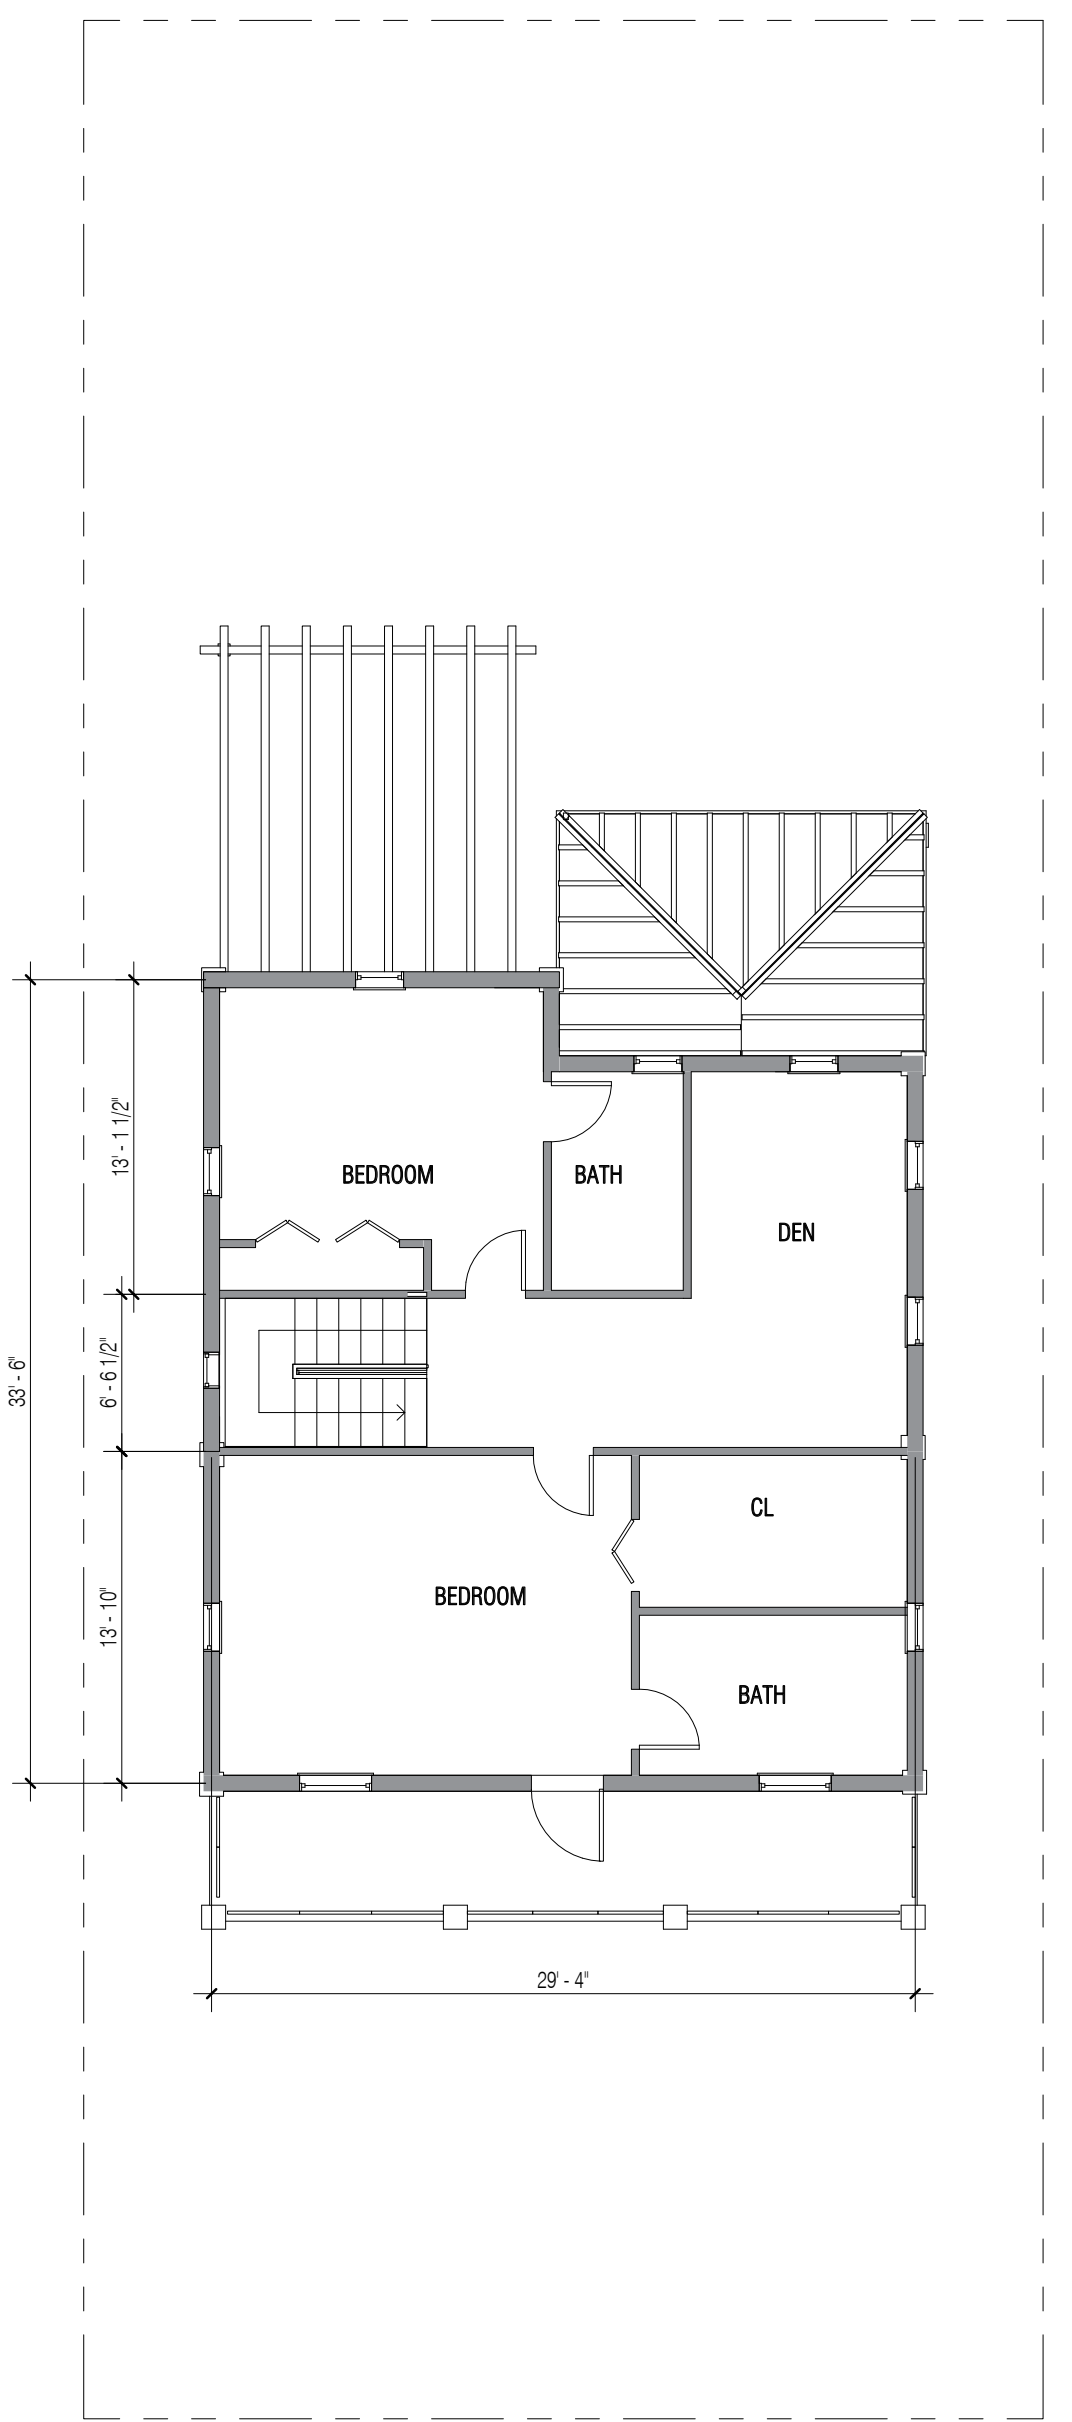 13' - 1 1/2"
BEDROOM
BATH
DEN
6' - 6 1/2"
33' - 6"
CL
BEDROOM
13' - 10"
BATH
29' - 4"